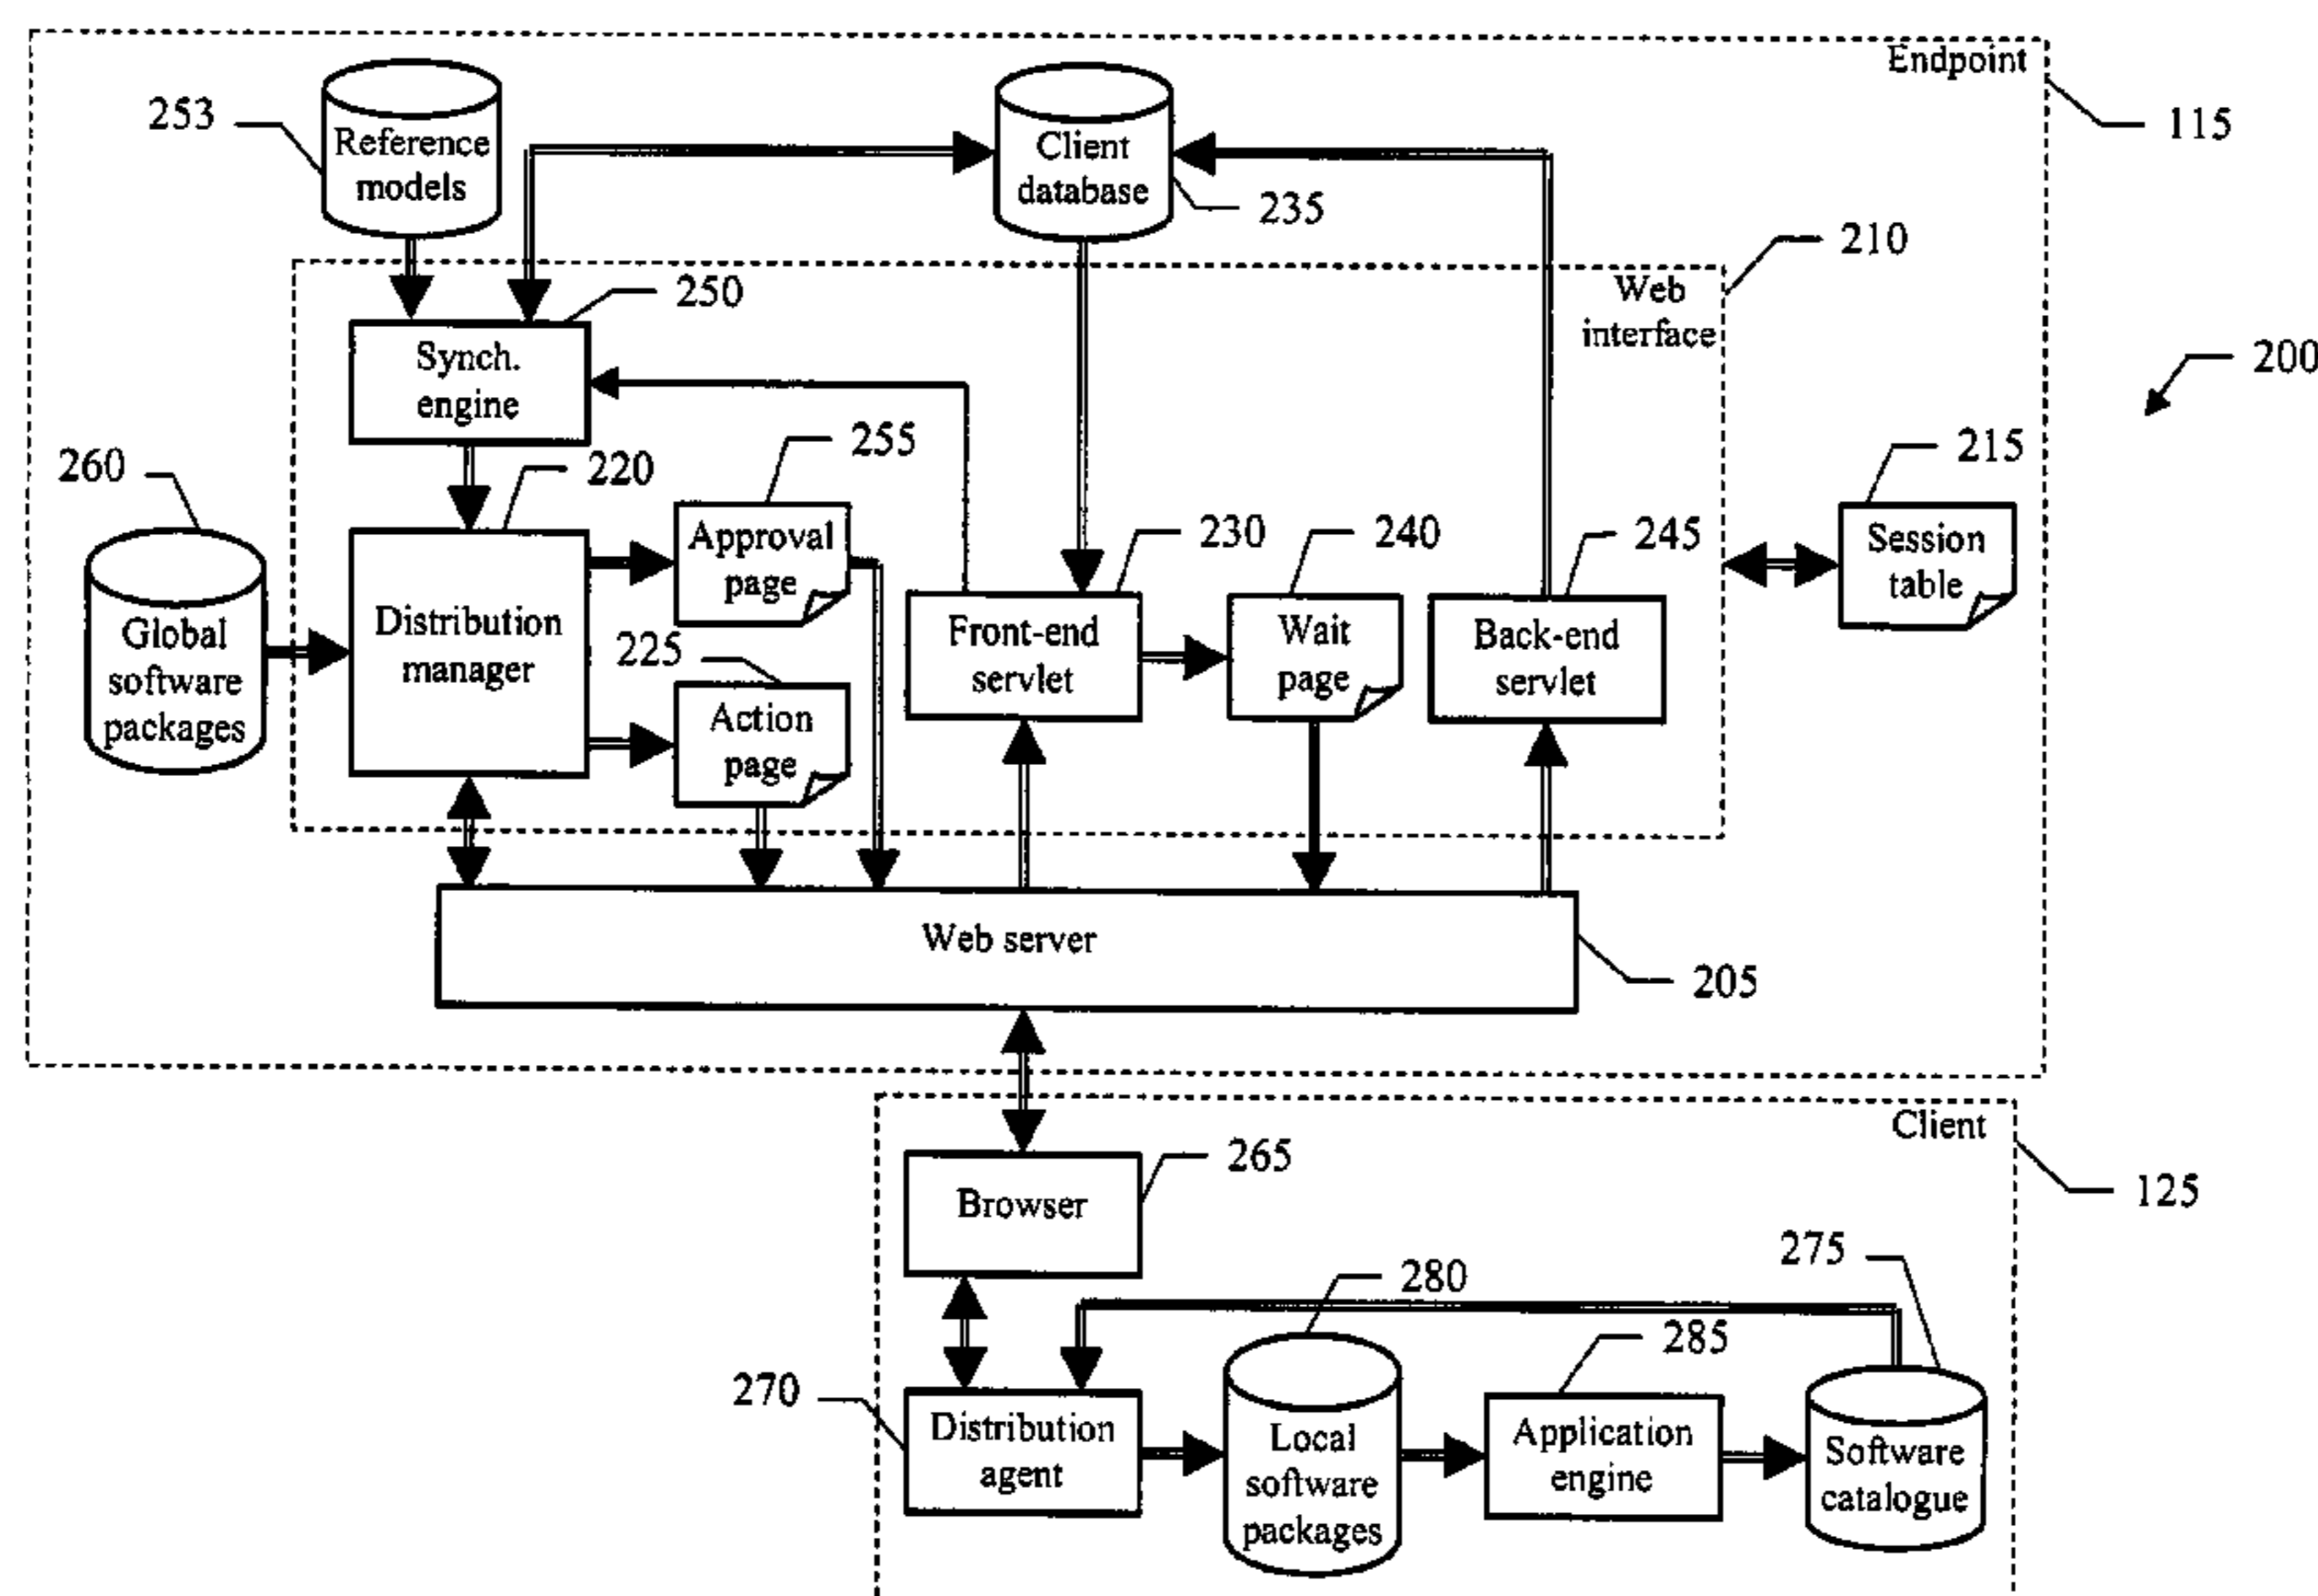 Endpoint
115
253
Reference
models
Client
database
235
210
Web
interface
250
Synch.
engine
200
255
215
260
220
Approval
page
230
240
245
Session
table
Global
software
packages
Distribution
manager
225
Front-end
servlet
Wait
page
Back-end
servlet
Action
page
Web server
205
Client
265
125
Browser
275
280
285
270
Distribution
agent
Local
software
packages
Application
engine
Software
catalogue